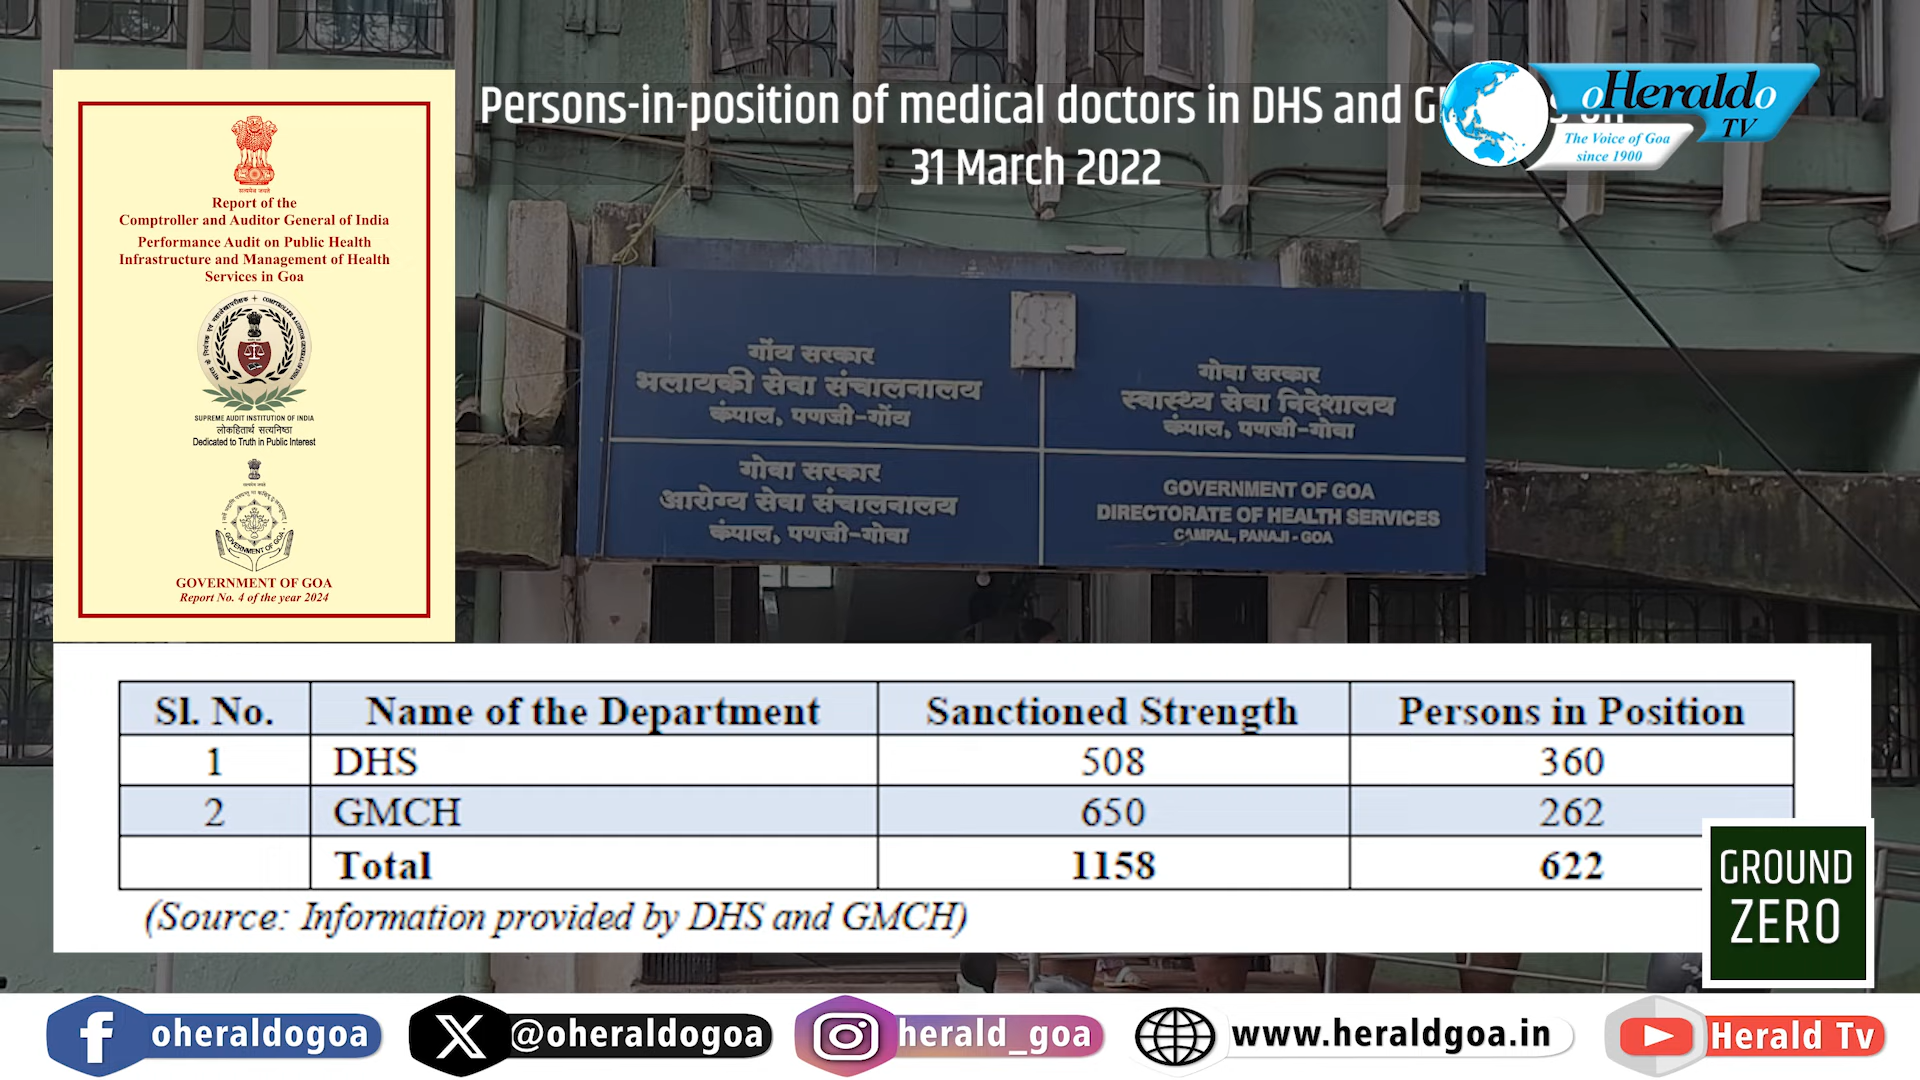 Persons-in-position of medical doctors in DHS and
31 March 2022
oHeraldo
TV
The Voice of Goa
since 1900
सत्यमेव जयते
Report of the
Comptroller and Auditor General of India
Performance Audit on Public Health
Infrastructure and Management of Health
Services in Goa
SUPREME AUDIT INSTITUTION OF INDIA
लोकहितार्थ सत्यनिष्ठा
Dedicated to Truth in Public Interest
GOVERNMENT OF GOA
GOVERNMENT OF GOA
Report No. 4 of the year 2024
गोंय सरकार
भलायकी सेवा संचालनालय
कंपाल, पणजी-गोंय
गोवा सरकार
स्वास्थ्य सेवा निदेशालय
कंपाल, पणजी-गोवा
गोवा सरकार
आरोग्य सेवा संचालनालय
कंपाल, पणजी-गोवा
GOVERNMENT OF GOA
DIRECTORATE OF HEALTH SERVICES
CAMPAL, PANAJI - GOA
Sl. No. Name of the Department Sanctioned Strength Persons in Position
1 DHS 508 360
2 GMCH 650 262
Total 1158 622
(Source: Information provided by DHS and GMCH)
GROUND
ZERO
oheraldogoa
@oheraldogoa
herald_goa
www.heraldgoa.in
Herald Tv